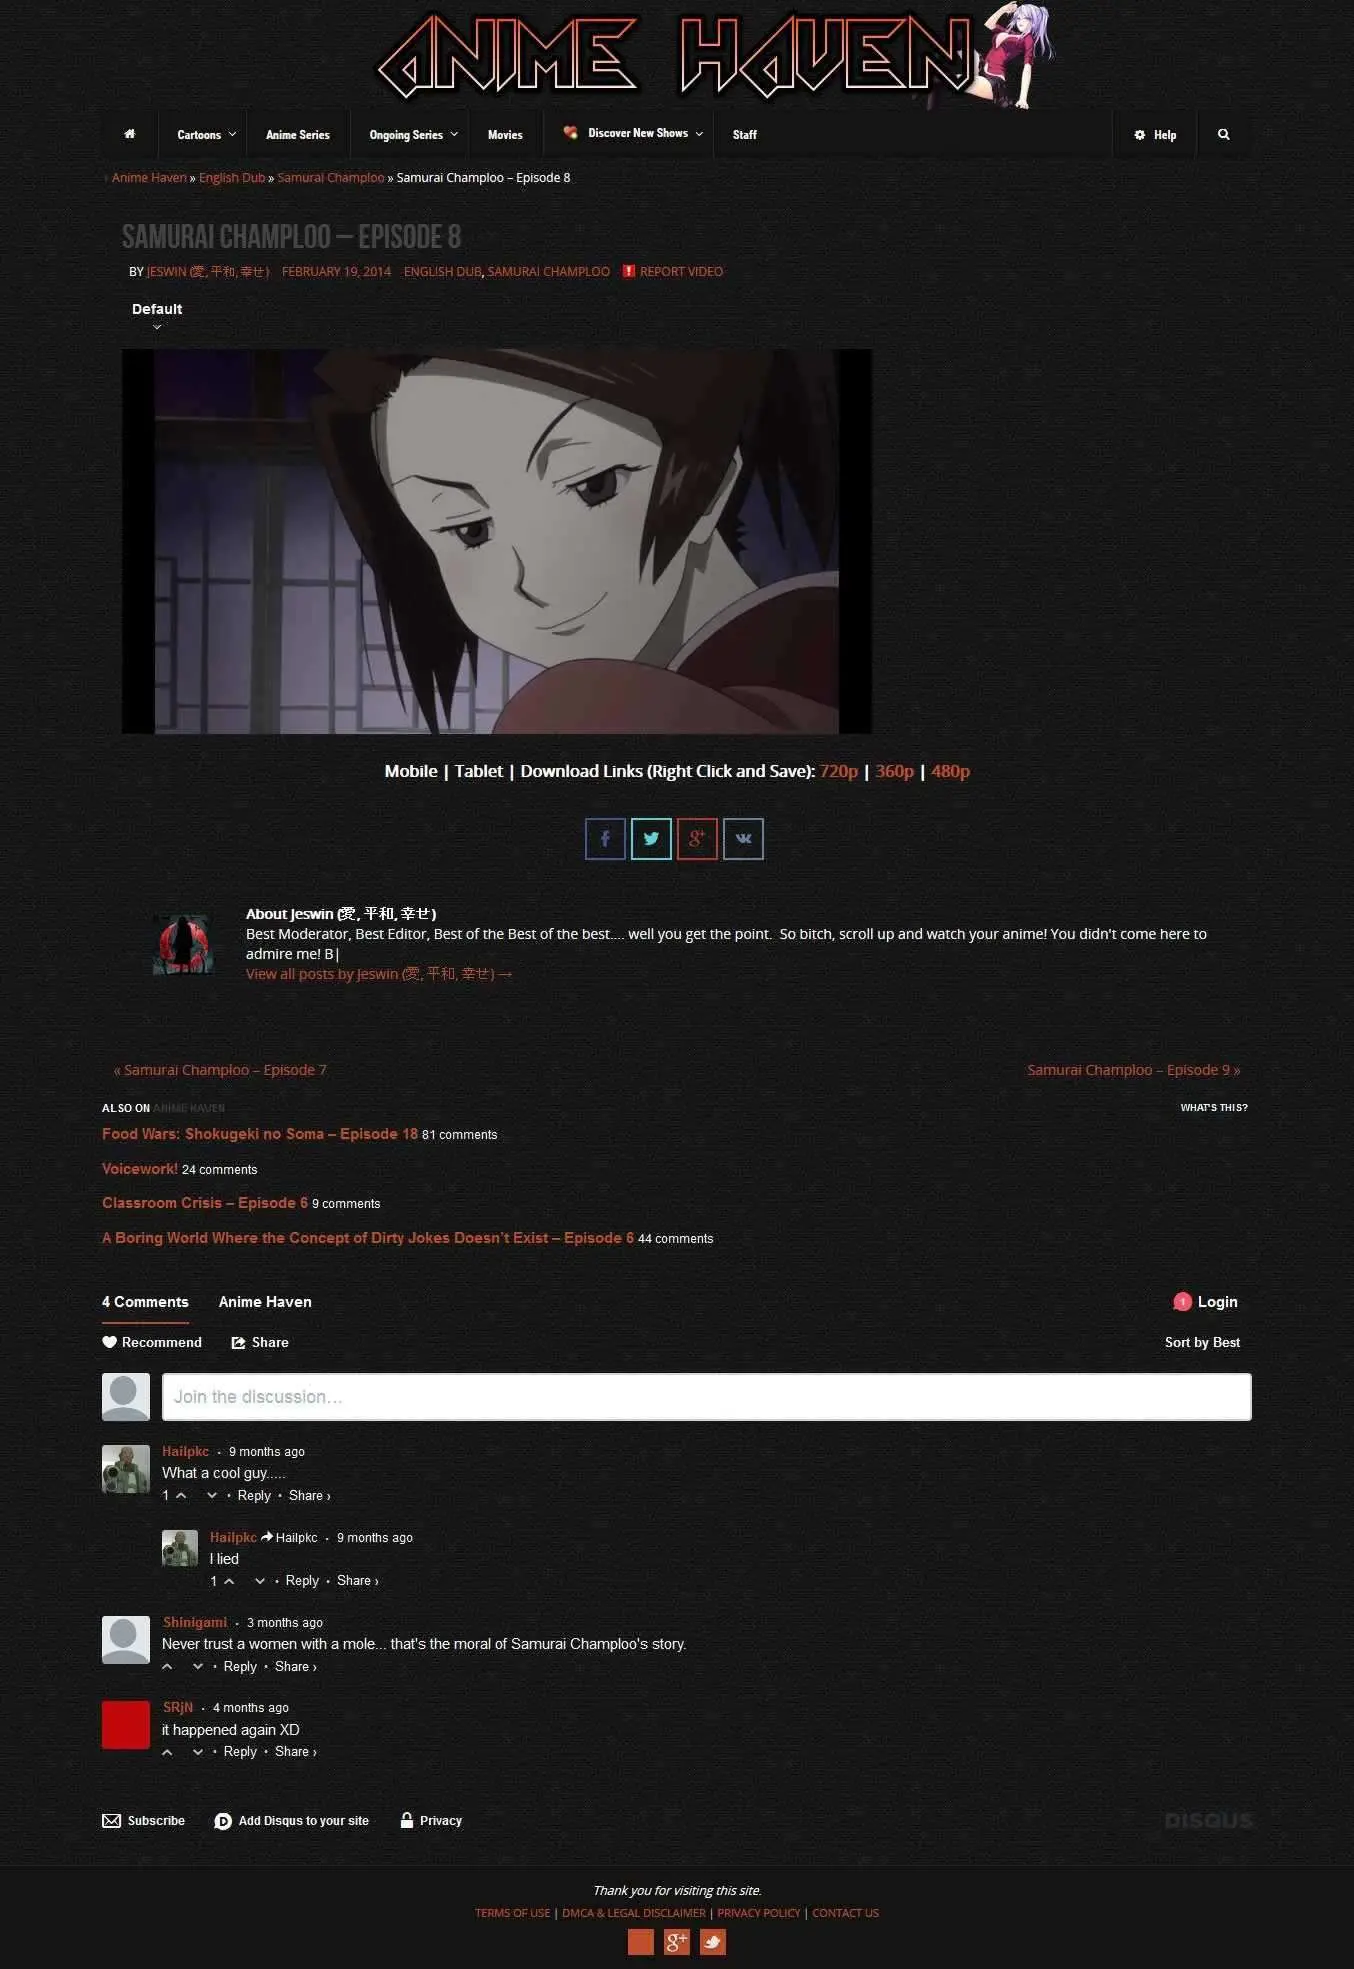 ANIME HAVEN
Cartoons Anime Series Ongoing Series Movies Discover New Shows Staff Help
Anime Haven » English Dub » Samurai Champloo » Samurai Champloo – Episode 8
SAMURAI CHAMPLOO – EPISODE 8
BY JESWIN (愛, 平和, 幸せ) FEBRUARY 19, 2014 ENGLISH DUB, SAMURAI CHAMPLOO REPORT VIDEO
Default
Mobile | Tablet | Download Links (Right Click and Save): 720p | 360p | 480p
About Jeswin (愛, 平和, 幸せ)
Best Moderator, Best Editor, Best of the Best of the best.... well you get the point. So bitch, scroll up and watch your anime! You didn't come here to
admire me! B|
View all posts by Jeswin (愛, 平和, 幸せ) →
« Samurai Champloo – Episode 7
Samurai Champloo – Episode 9 »
ALSO ON ANIME HAVEN
WHAT'S THIS?
Food Wars: Shokugeki no Soma – Episode 18 81 comments
Voicework! 24 comments
Classroom Crisis – Episode 6 9 comments
A Boring World Where the Concept of Dirty Jokes Doesn't Exist – Episode 6 44 comments
4 Comments Anime Haven 1 Login
Recommend Share Sort by Best
Join the discussion...
Hailpkc · 9 months ago
What a cool guy.....
1 · Reply · Share ›
Hailpkc Hailpkc · 9 months ago
I lied
1 · Reply · Share ›
Shinigami · 3 months ago
Never trust a women with a mole... that's the moral of Samurai Champloo's story.
· Reply · Share ›
SRjN · 4 months ago
it happened again XD
· Reply · Share ›
Subscribe D Add Disqus to your site Privacy DISQUS
Thank you for visiting this site.
TERMS OF USE | DMCA & LEGAL DISCLAIMER | PRIVACY POLICY | CONTACT US
g+